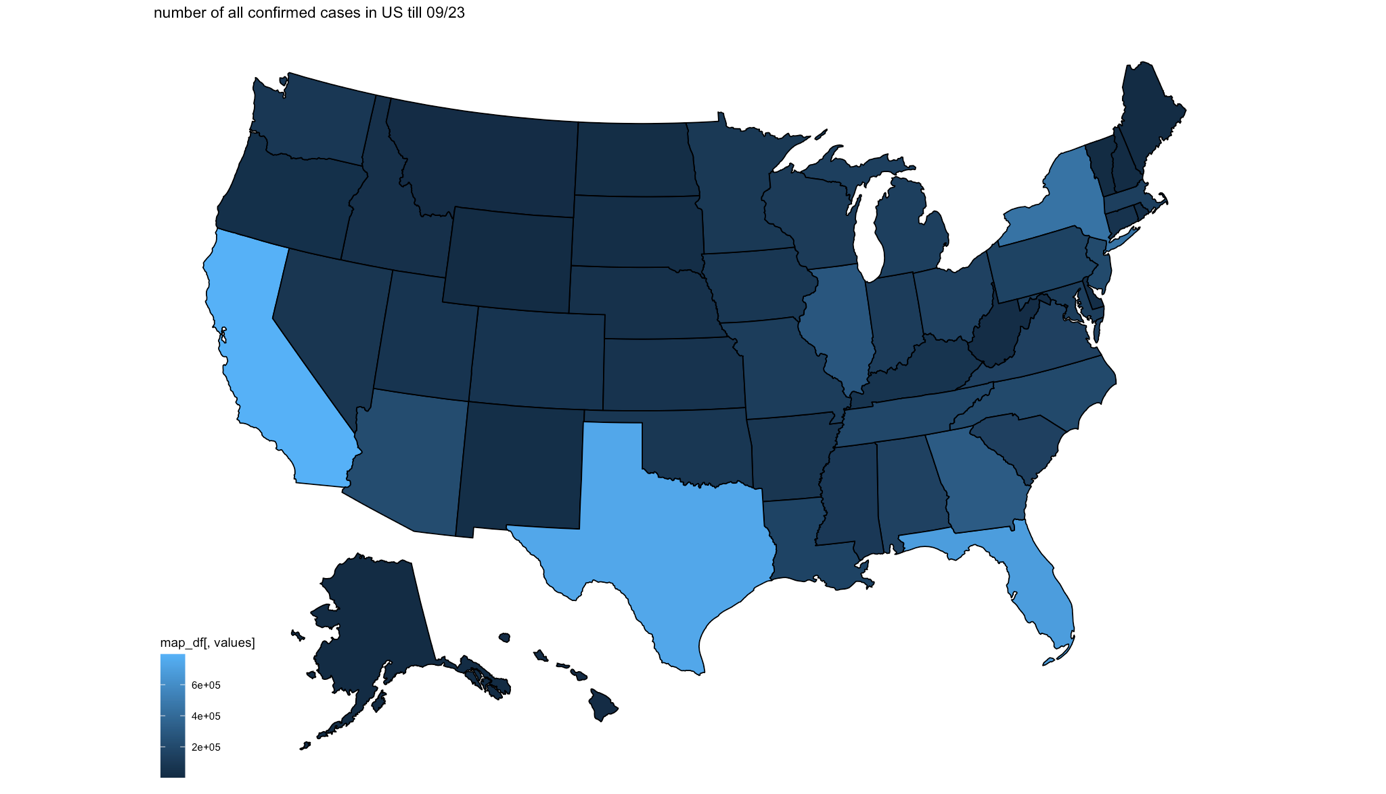 number of all confirmed cases in US till 09/23
map_df[, values]
6e+05
4e+05
2e+05